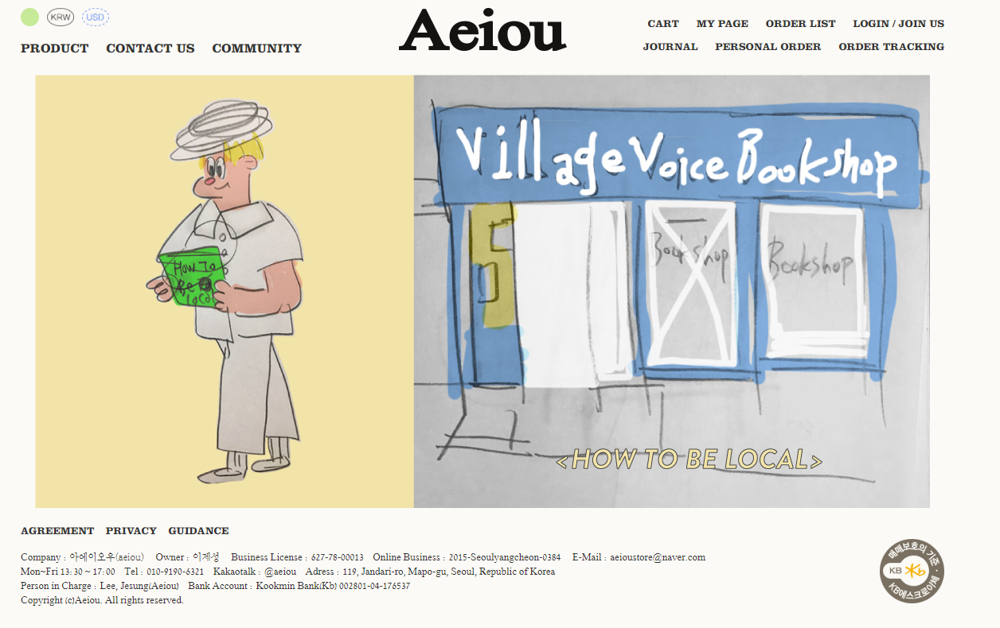 KRW USD
Aeiou
CART MY PAGE ORDER LIST LOGIN / JOIN US
PRODUCT CONTACT US COMMUNITY
JOURNAL PERSONAL ORDER ORDER TRACKING
Village Voice Bookshop
Bookshop
Bookshop
How To
Be
local
<HOW TO BE LOCAL>
AGREEMENT PRIVACY GUIDANCE
Company : 아에이오우(aeiou) Owner : 이제성 Business License : 627-78-00013 Online Business : 2015-Seoulyangcheon-0384 E-Mail : aeioustore@naver.com
Mon~Fri 13:30 ~ 17:00 Tel : 010-9190-6321 Kakaotalk : @aeiou Adress : 119, Jandari-ro, Mapo-gu, Seoul, Republic of Korea
Person in Charge : Lee, Jesung(Aeiou) Bank Account : Kookmin Bank(Kb) 002801-04-176537
Copyright (c)Aeiou. All rights reserved.
매매보호의 기준
KB Kb
KB에스크로이체